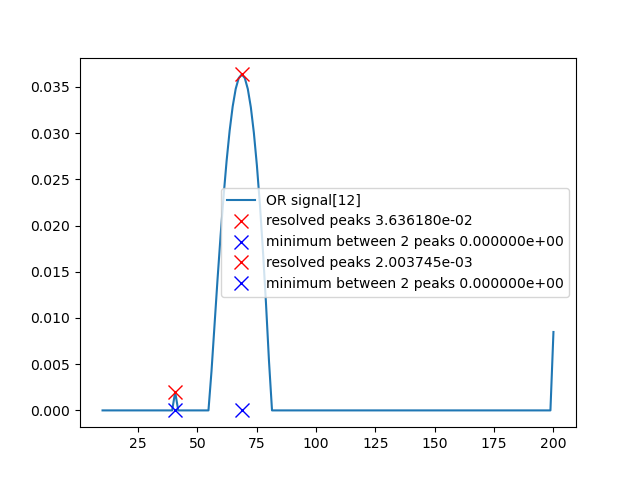 0.035
0.030
0.025
0.020
0.015
0.010
0.005
0.000
OR signal[12]
resolved peaks 3.636180e-02
minimum between 2 peaks 0.000000e+00
resolved peaks 2.003745e-03
minimum between 2 peaks 0.000000e+00
25 50 75 100 125 150 175 200